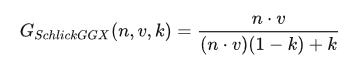 G_{SchlickGGX}(n, v, k) = \frac{n \cdot v}{(n \cdot v)(1 - k) + k}